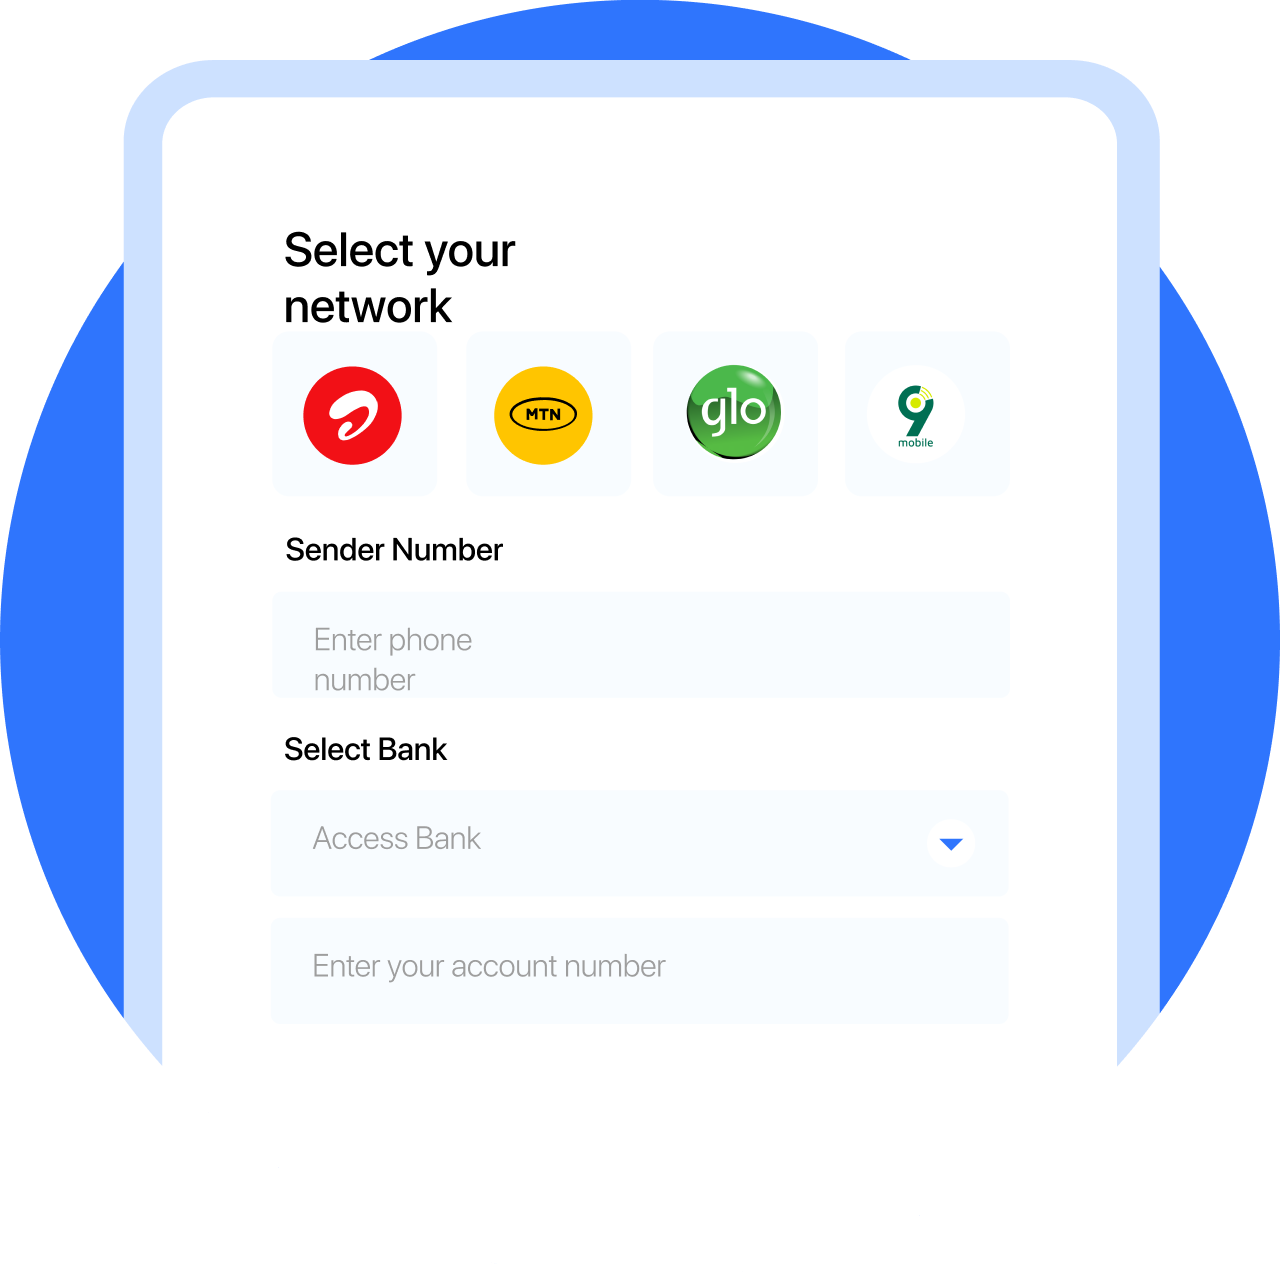 Select your
network
MTN
glo
9
mobile
Sender Number
Enter phone
number
Select Bank
Access Bank
Enter your account number